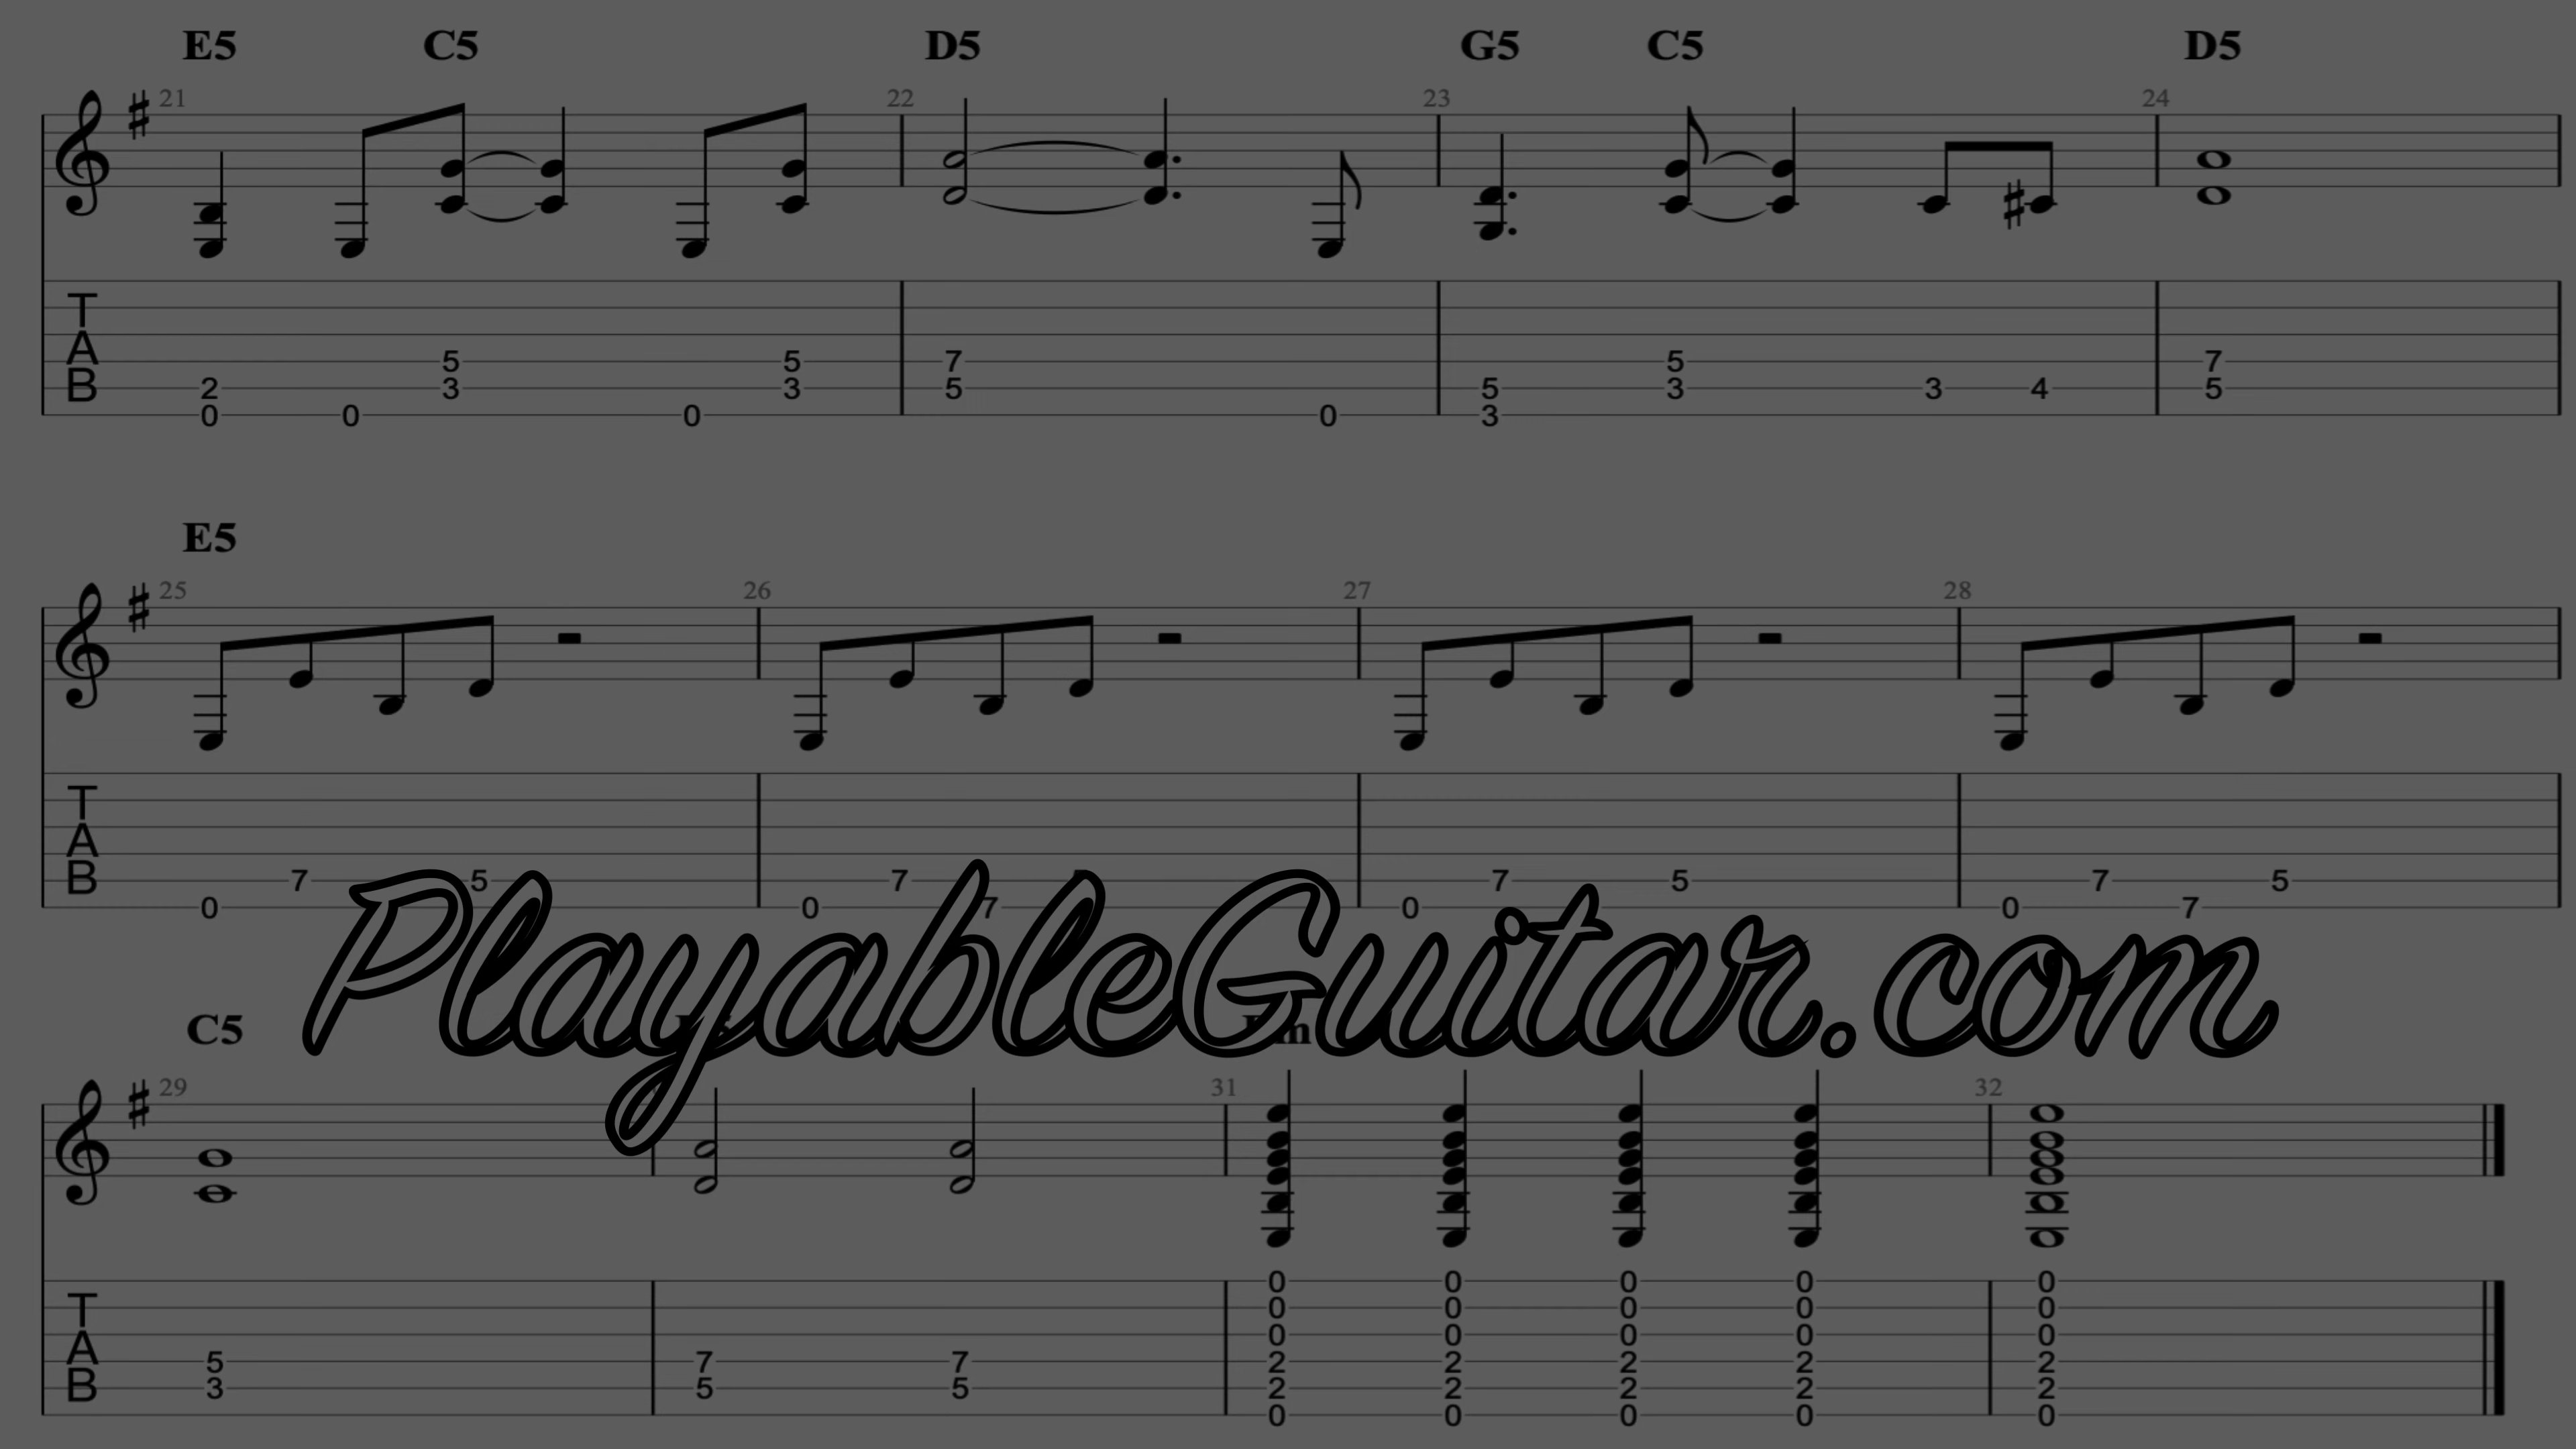 E5 C5 D5 G5 C5 D5
21 22 23 24
T
A
B
5 5 7 5 7
2 3 3 5 5 3 3 4 5
0 0 0 0 3
E5
25 26 27 28
T
A
B
7 5 7 7 5 7 5
0 0 7 0 0 7
PlayableGuitar.com
C5
29 31 32
T
A
B
0 0 0 0 0
0 0 0 0 0
0 0 0 0 0
5 7 7 2 2 2 2 2
3 5 5 2 2 2 2 2
0 0 0 0 0